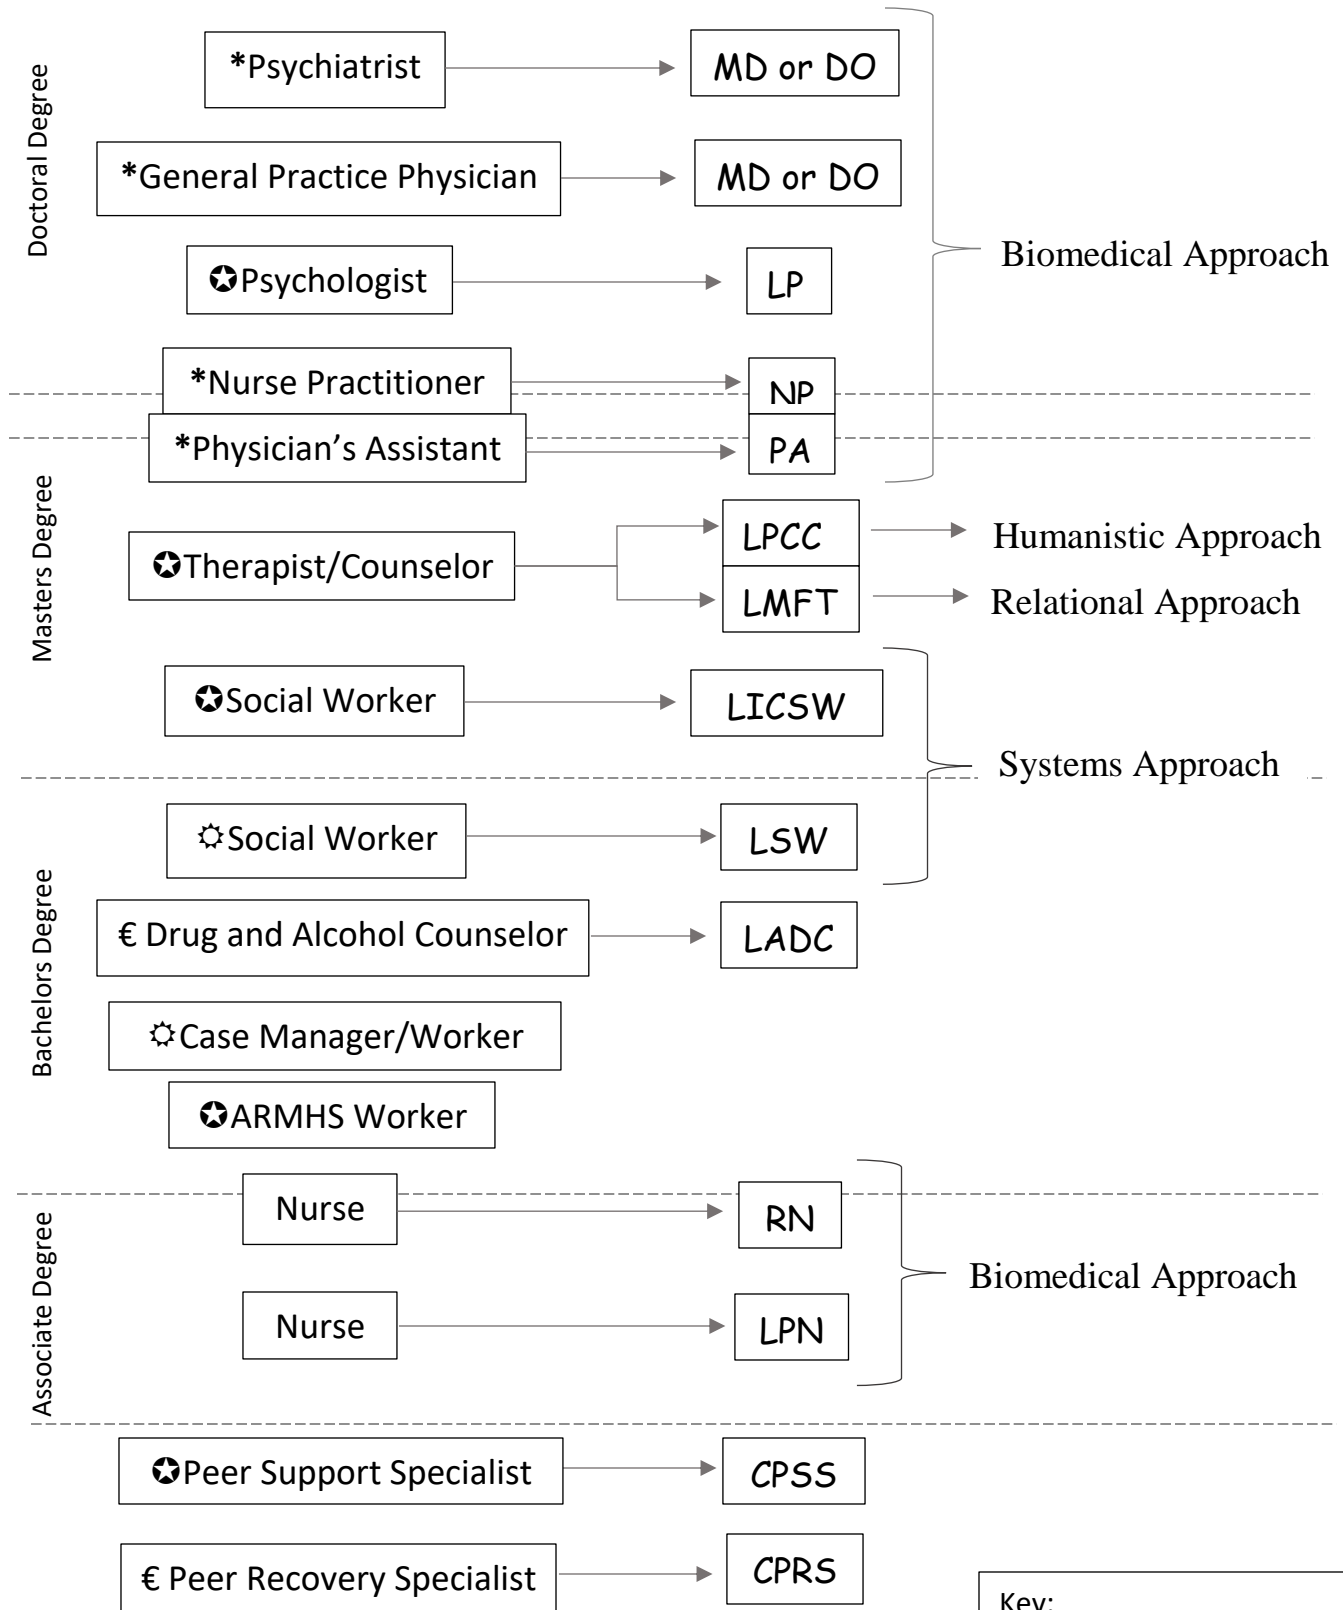 Doctoral Degree
*Psychiatrist
MD or DO
*General Practice Physician
MD or DO
✪Psychologist
LP
Biomedical Approach
*Nurse Practitioner
NP
*Physician’s Assistant
PA
Masters Degree
✪Therapist/Counselor
LPCC
Humanistic Approach
LMFT
Relational Approach
✪Social Worker
LICSW
Systems Approach
Bachelors Degree
☼Social Worker
LSW
€ Drug and Alcohol Counselor
LADC
☼Case Manager/Worker
✪ARMHS Worker
Associate Degree
Nurse
RN
Biomedical Approach
Nurse
LPN
✪Peer Support Specialist
CPSS
€ Peer Recovery Specialist
CPRS
Key: